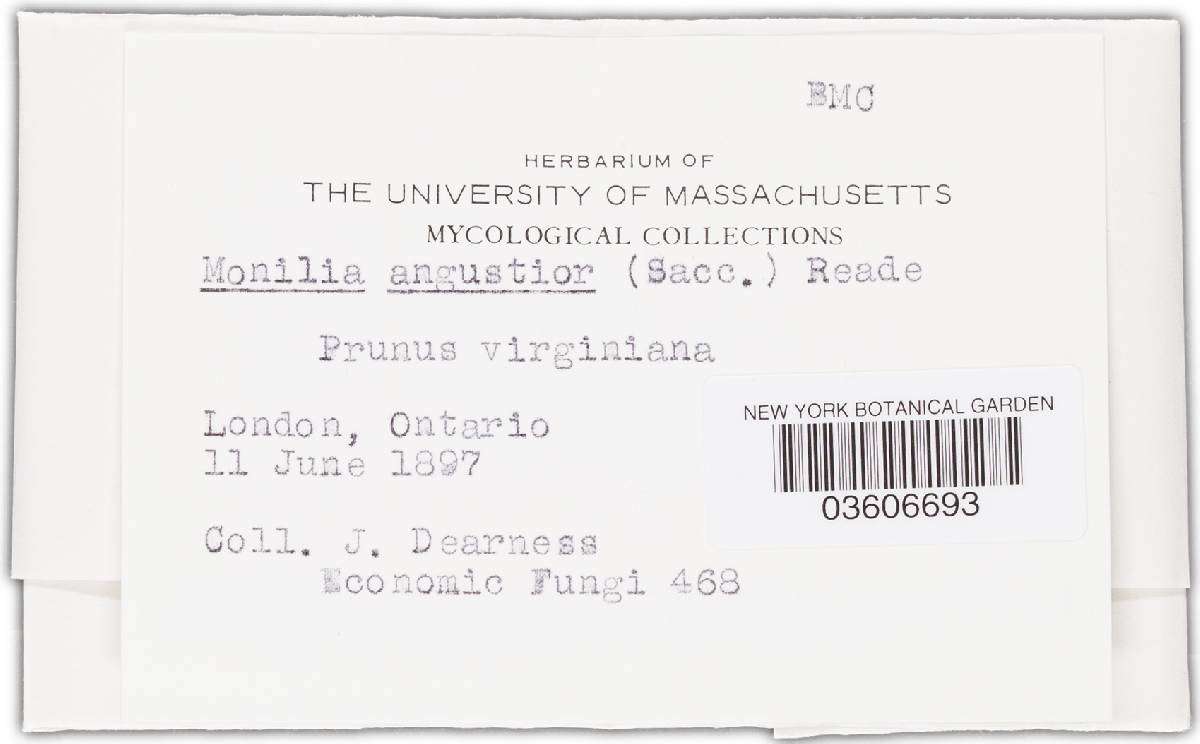 BMC
HERBARIUM OF
THE UNIVERSITY OF MASSACHUSETTS
MYCOLOGICAL COLLECTIONS
Monilia angustior (Sacc.) Reade
Prunus virginiana
London, Ontario
11 June 1897
Coll. J. Dearness
Economic Fungi 468
NEW YORK BOTANICAL GARDEN
03606693